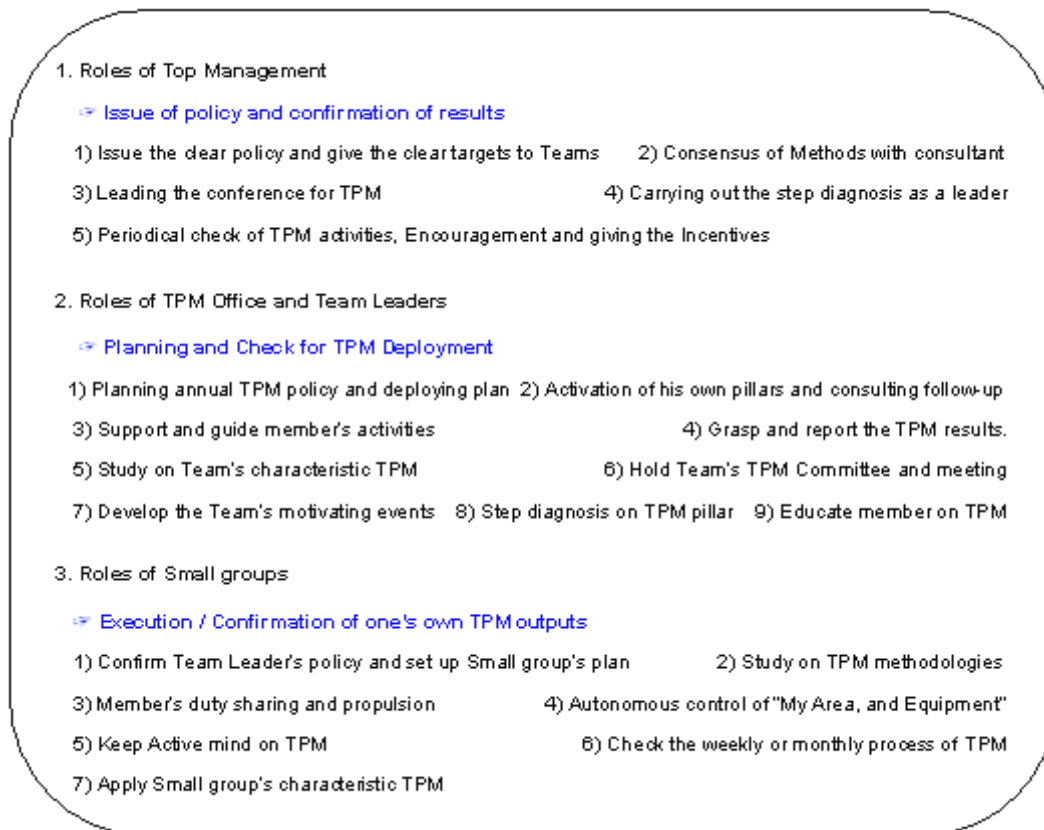 1. Roles of Top Management
☞ Issue of policy and confirmation of results
1) Issue the clear policy and give the clear targets to Teams 2) Consensus of Methods with consultant
3) Leading the conference for TPM 4) Carrying out the step diagnosis as a leader
5) Periodical check of TPM activities, Encouragement and giving the Incentives
2. Roles of TPM Office and Team Leaders
☞ Planning and Check for TPM Deployment
1) Planning annual TPM policy and deploying plan 2) Activation of his own pillars and consulting follow-up
3) Support and guide member's activities 4) Grasp and report the TPM results.
5) Study on Team's characteristic TPM 6) Hold Team's TPM Committee and meeting
7) Develop the Team's motivating events 8) Step diagnosis on TPM pillar 9) Educate member on TPM
3. Roles of Small groups
☞ Execution / Confirmation of one's own TPM outputs
1) Confirm Team Leader's policy and set up Small group's plan 2) Study on TPM methodologies
3) Member's duty sharing and propulsion 4) Autonomous control of "My Area, and Equipment"
5) Keep Active mind on TPM 6) Check the weekly or monthly process of TPM
7) Apply Small group's characteristic TPM